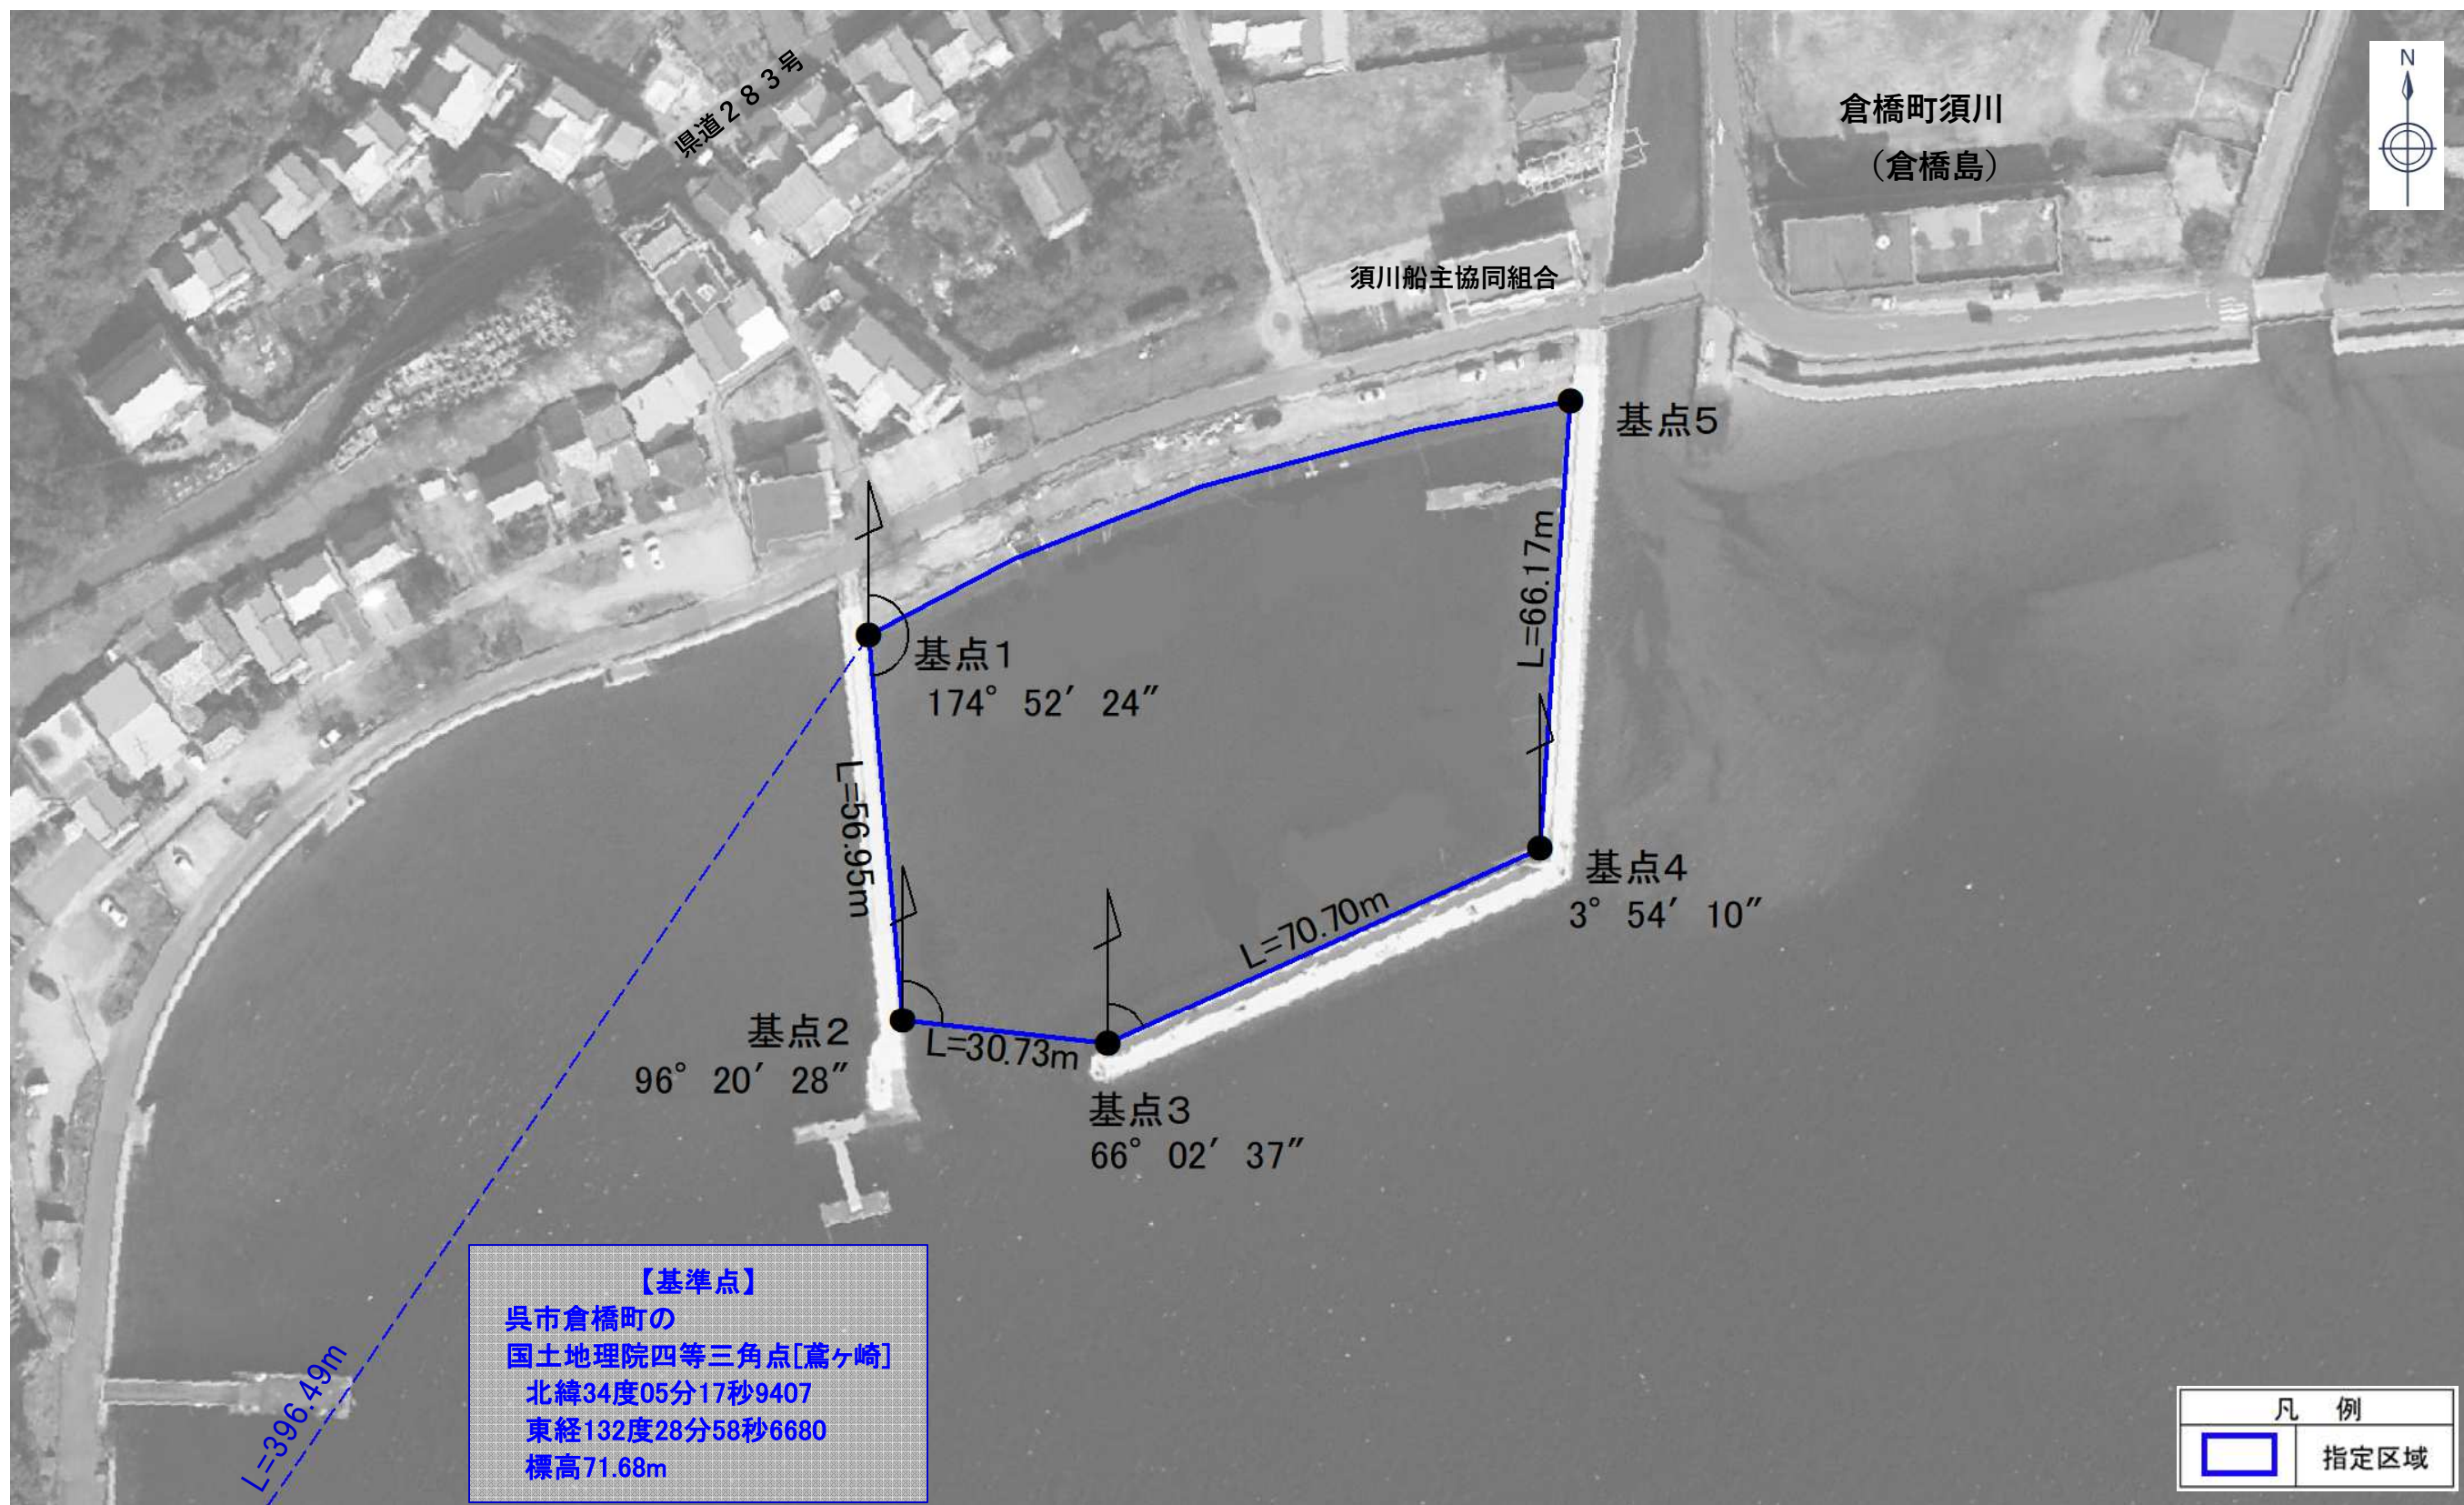 県道２８３号
倉橋町須川
（倉橋島）
N
須川船主協同組合
基点5
L=66.17m
基点1
174° 52′ 24″
L=56.95m
基点4
3° 54′ 10″
L=70.70m
基点2
96° 20′ 28″
L=30.73m
基点3
66° 02′ 37″
L=396.49m
【基準点】
呉市倉橋町の
国土地理院四等三角点[鳶ヶ崎]
北緯34度05分17秒9407
東経132度28分58秒6680
標高71.68m
凡 例
指定区域